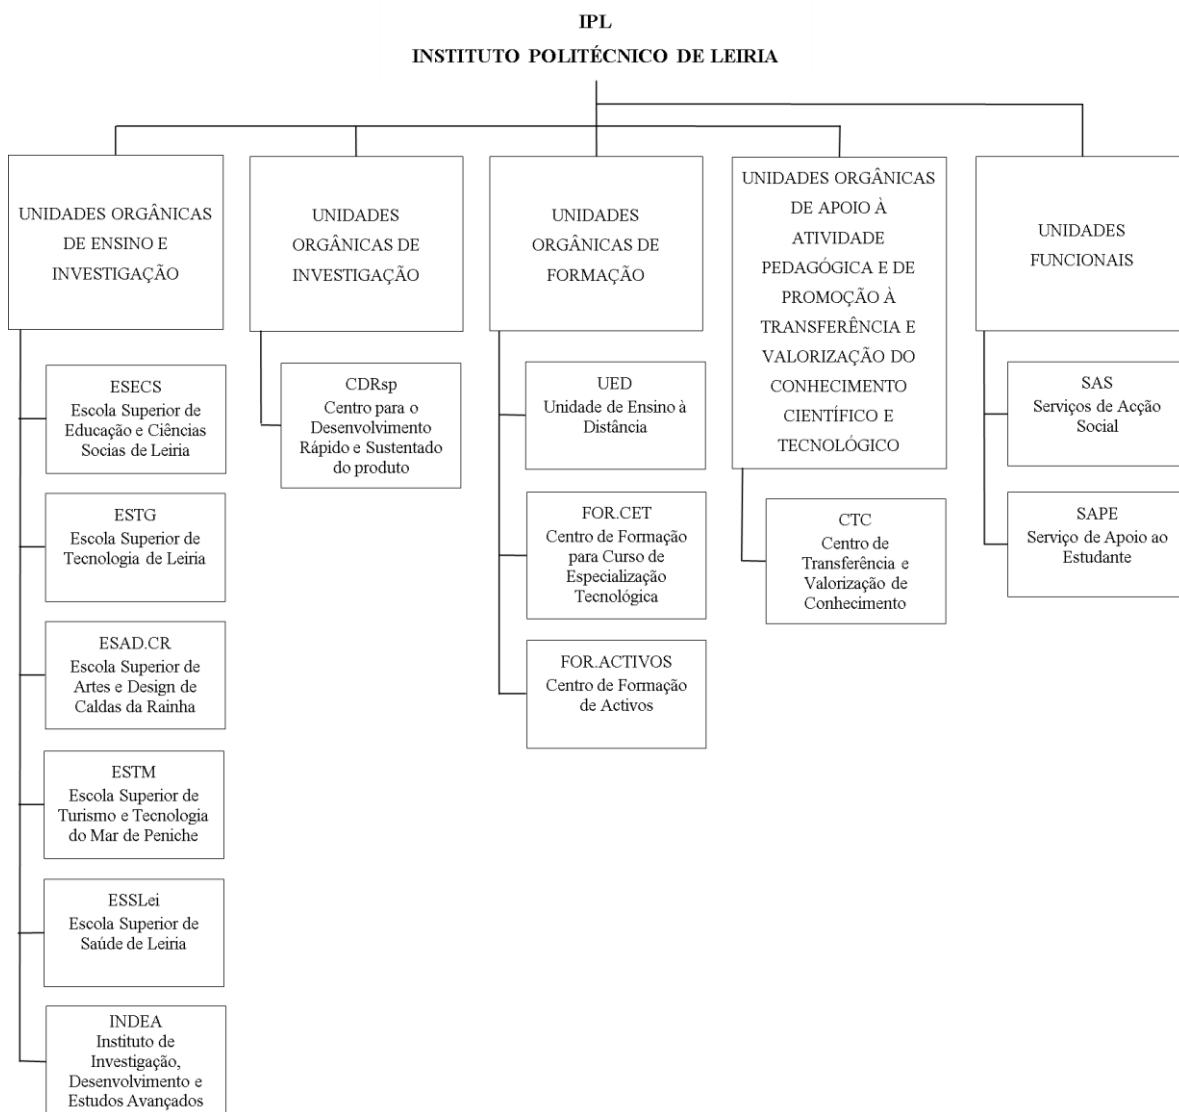 IPL
INSTITUTO POLITÉCNICO DE LEIRIA
UNIDADES ORGÂNICAS
DE ENSINO E
INVESTIGAÇÃO
ESECS
Escola Superior de
Educação e Ciências
Socias de Leiria
ESTG
Escola Superior de
Tecnologia de Leiria
ESAD.CR
Escola Superior de
Artes e Design de
Caldas da Rainha
ESTM
Escola Superior de
Turismo e Tecnologia
do Mar de Peniche
ESSLei
Escola Superior de
Saúde de Leiria
INDEA
Instituto de
Investigação,
Desenvolvimento e
Estudos Avançados
UNIDADES
ORGÂNICAS DE
INVESTIGAÇÃO
CDRsp
Centro para o
Desenvolvimento
Rápido e Sustentado
do produto
UNIDADES
ORGÂNICAS DE
FORMAÇÃO
UED
Unidade de Ensino à
Distância
FOR.CET
Centro de Formação
para Curso de
Especialização
Tecnológica
FOR.ACTIVOS
Centro de Formação
de Activos
UNIDADES ORGÂNICAS
DE APOIO À
ATIVIDADE
PEDAGÓGICA E DE
PROMOÇÃO À
TRANSFERÊNCIA E
VALORIZAÇÃO DO
CONHECIMENTO
CIENTÍFICO E
TECNOLÓGICO
CTC
Centro de
Transferência e
Valorização de
Conhecimento
UNIDADES
FUNCIONAIS
SAS
Serviços de Acção
Social
SAPE
Serviço de Apoio ao
Estudante